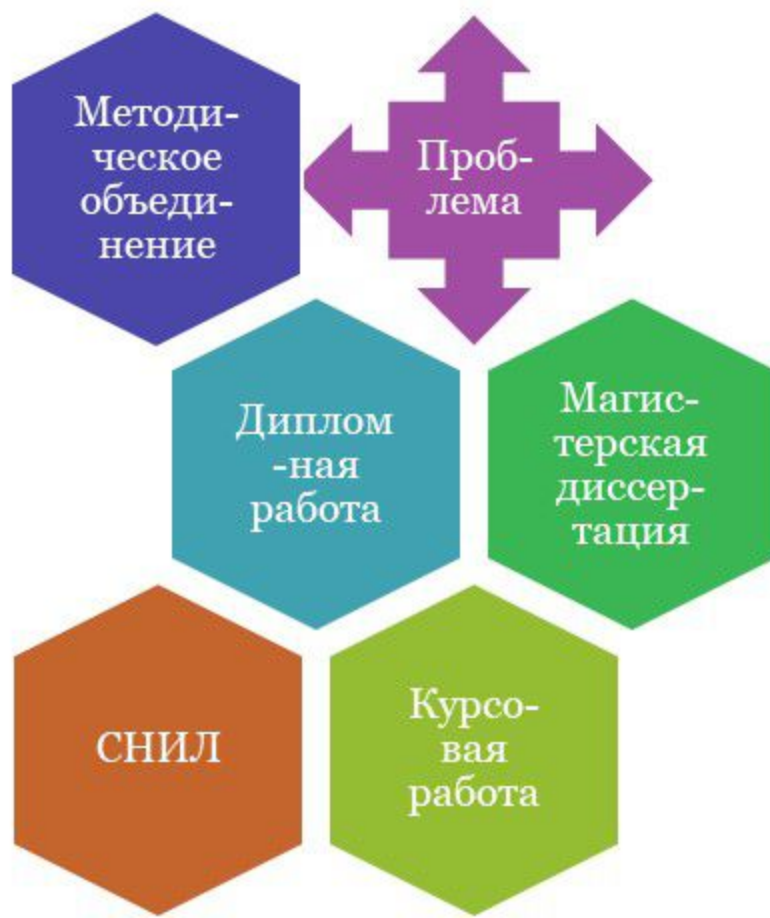 Методи-
ческое
объеди-
нение
Проб-
лема
Диплом
-ная
работа
Магис-
терская
диссер-
тация
СНИЛ
Курсо-
вая
работа